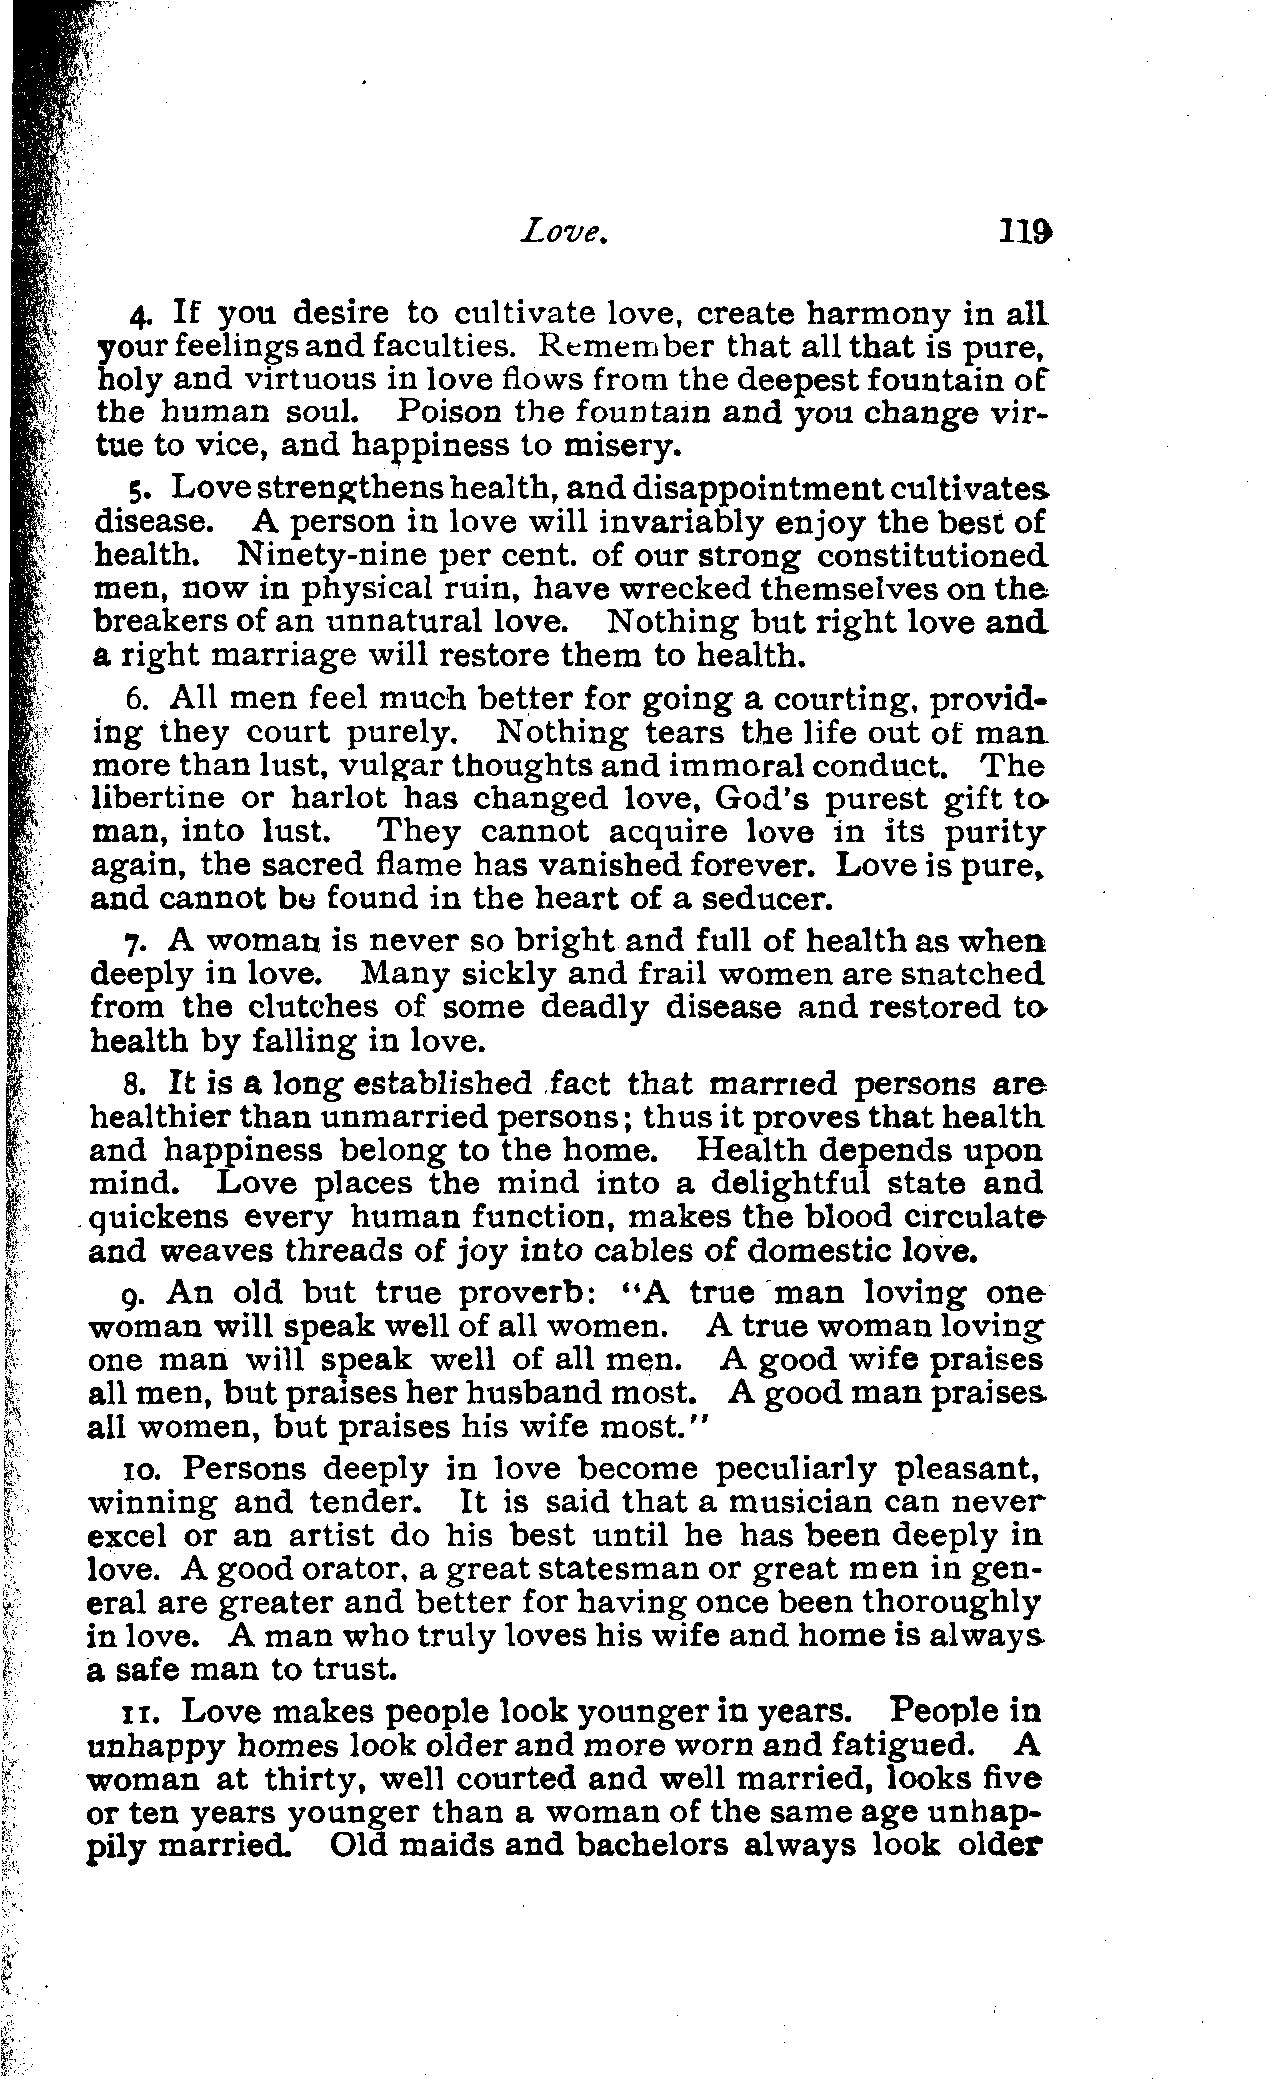 Love. 119
4. If you desire to cultivate love, create harmony in all
your feelings and faculties. Remember that all that is pure,
holy and virtuous in love flows from the deepest fountain of
the human soul. Poison the fountain and you change vir-
tue to vice, and happiness to misery.
5. Love strengthens health, and disappointment cultivates
disease. A person in love will invariably enjoy the best of
health. Ninety-nine per cent. of our strong constitutioned
men, now in physical ruin, have wrecked themselves on the
breakers of an unnatural love. Nothing but right love and
a right marriage will restore them to health.
6. All men feel much better for going a courting, provid-
ing they court purely. Nothing tears the life out of man
more than lust, vulgar thoughts and immoral conduct. The
libertine or harlot has changed love, God's purest gift to
man, into lust. They cannot acquire love in its purity
again, the sacred flame has vanished forever. Love is pure,
and cannot be found in the heart of a seducer.
7. A woman is never so bright and full of health as when
deeply in love. Many sickly and frail women are snatched
from the clutches of some deadly disease and restored to
health by falling in love.
8. It is a long established fact that married persons are
healthier than unmarried persons; thus it proves that health
and happiness belong to the home. Health depends upon
mind. Love places the mind into a delightful state and
quickens every human function, makes the blood circulate
and weaves threads of joy into cables of domestic love.
9. An old but true proverb: "A true man loving one
woman will speak well of all women. A true woman loving
one man will speak well of all men. A good wife praises
all men, but praises her husband most. A good man praises
all women, but praises his wife most."
10. Persons deeply in love become peculiarly pleasant,
winning and tender. It is said that a musician can never
excel or an artist do his best until he has been deeply in
love. A good orator, a great statesman or great men in gen-
eral are greater and better for having once been thoroughly
in love. A man who truly loves his wife and home is always
a safe man to trust.
11. Love makes people look younger in years. People in
unhappy homes look older and more worn and fatigued. A
woman at thirty, well courted and well married, looks five
or ten years younger than a woman of the same age unhap-
pily married. Old maids and bachelors always look older